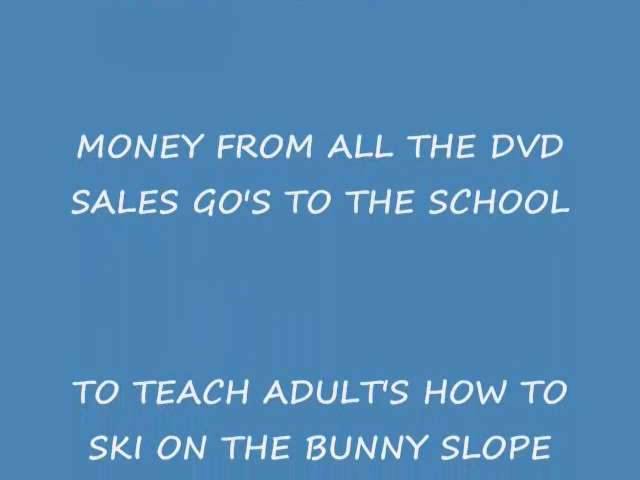 MONEY FROM ALL THE DVD
SALES GO'S TO THE SCHOOL
TO TEACH ADULT'S HOW TO
SKI ON THE BUNNY SLOPE